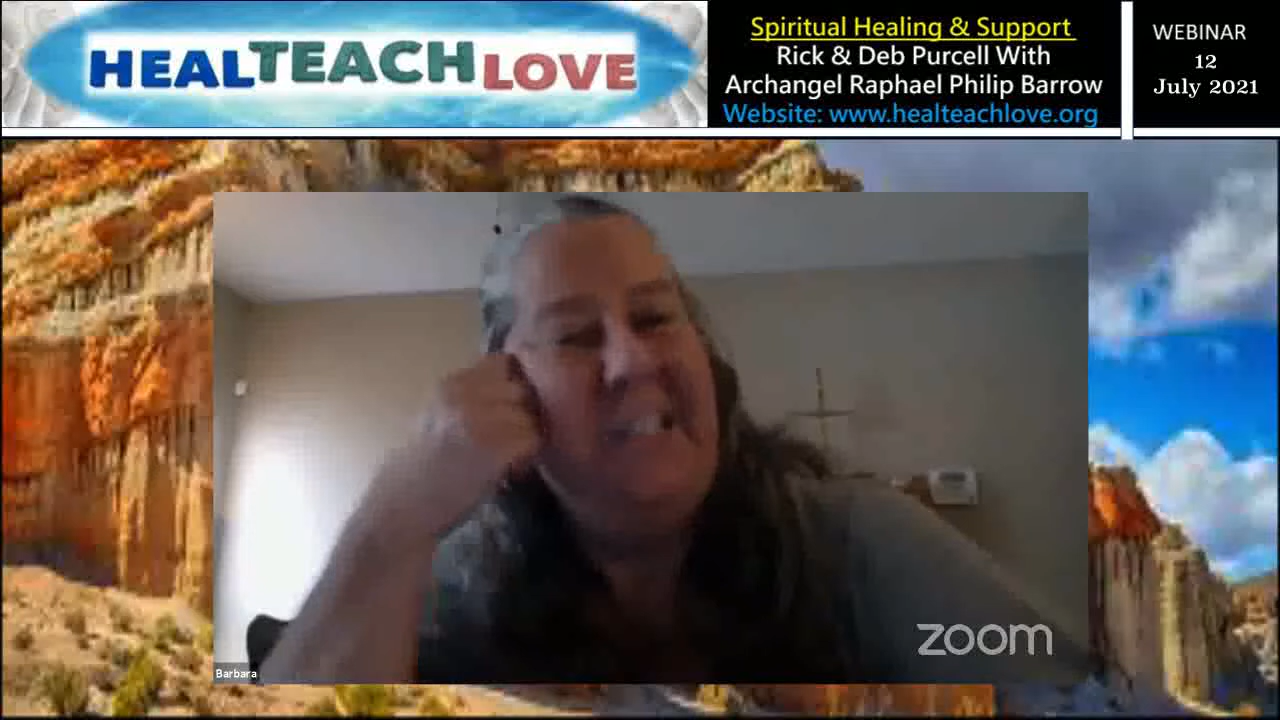 HEALTEACHLOVE
Spiritual Healing & Support
Rick & Deb Purcell With
Archangel Raphael Philip Barrow
Website: www.healteachlove.org
WEBINAR
12
July 2021
zoom
Barbara